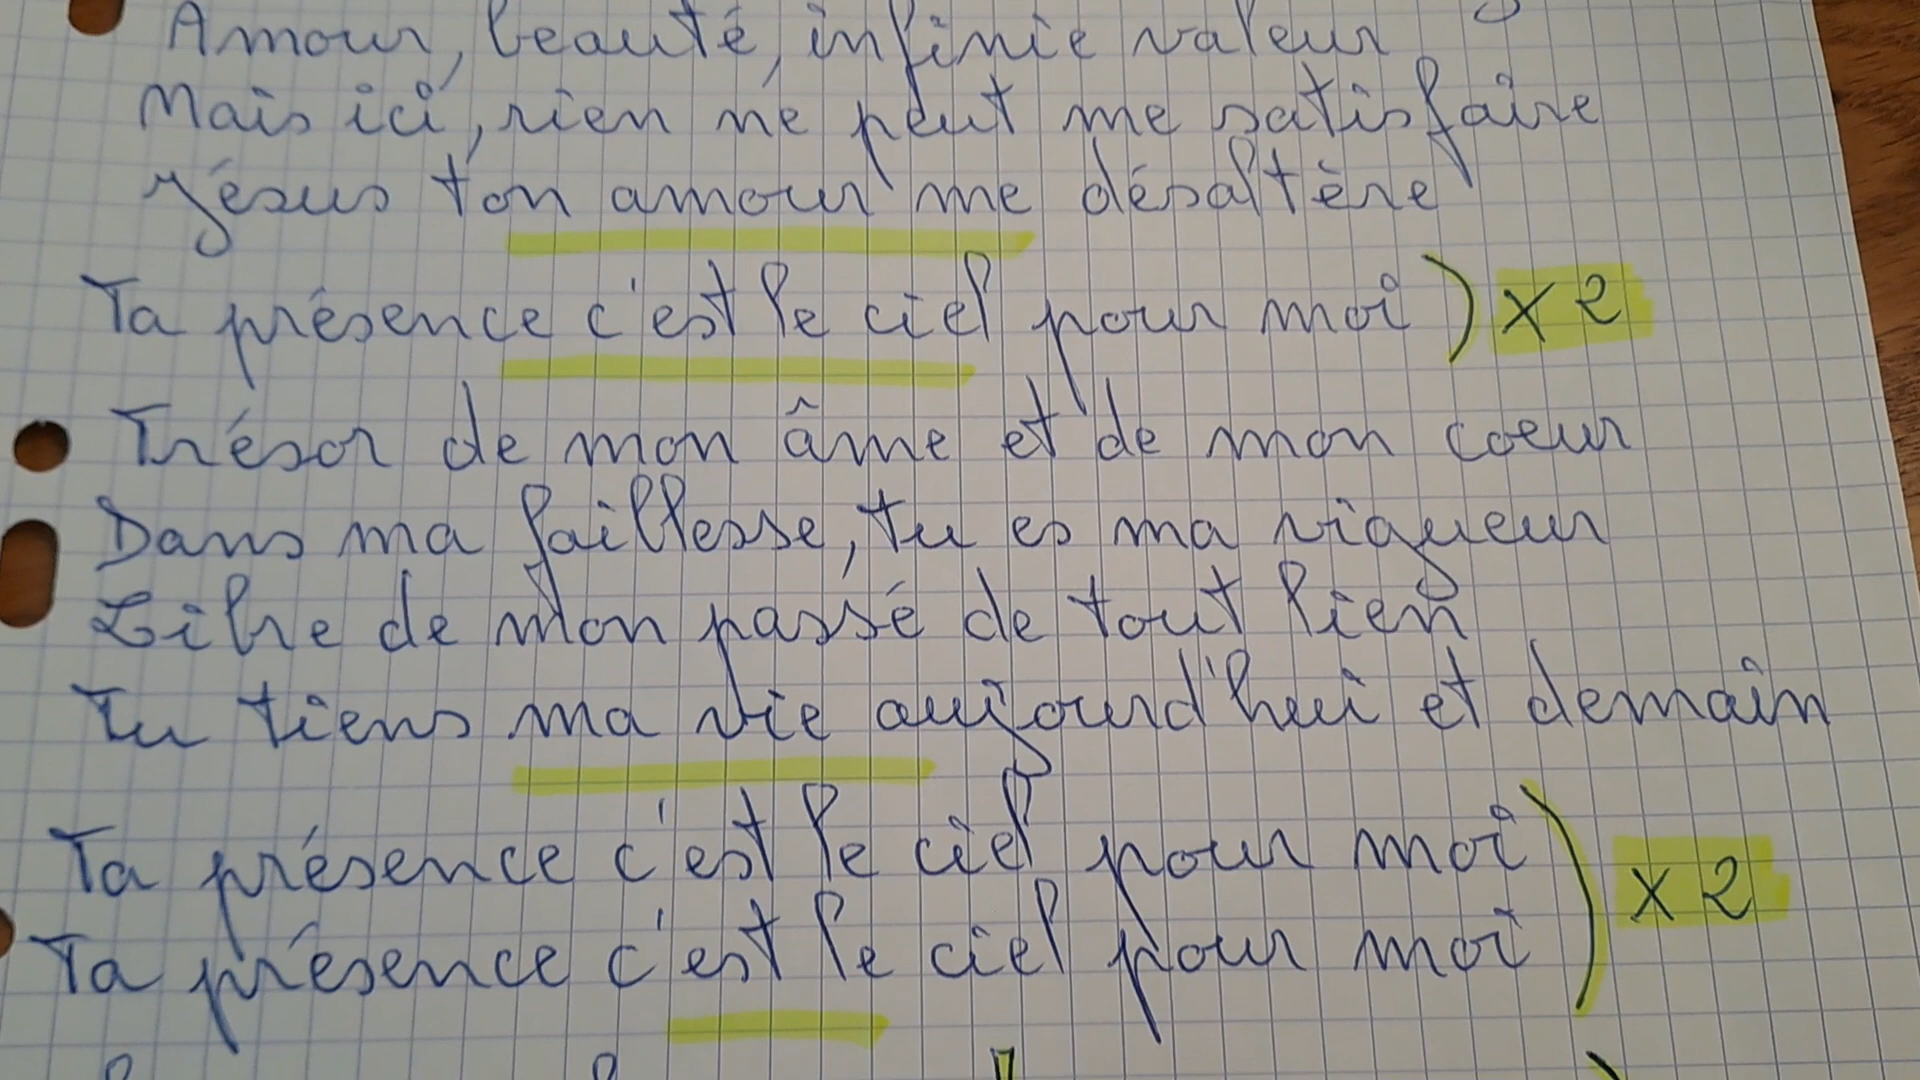 Amour, beauté, infinie valeur
Mais ici, rien ne peut me satisfaire
Jésus ton amour me désaltère
Ta présence c'est le ciel pour moi ) x 2
Trésor de mon âme et de mon coeur
Dans ma faiblesse, tu es ma vigueur
Libre de mon passé de tout lien
Tu tiens ma vie aujourd'hui et demain
Ta présence c'est le ciel pour moi
Ta présence c'est le ciel pour moi ) x 2